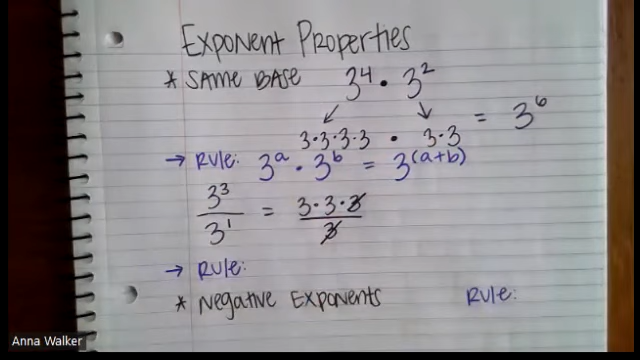 Exponent Properties
* SAME BASE 3⁴ • 3²
3·3·3·3 • 3·3 = 3⁶
→ RULE: 3ᵃ • 3ᵇ = 3⁽ᵃ⁺ᵇ⁾
3³/3¹ = 3·3·3/3
→ RULE:
* Negative Exponents RULE:
Anna Walker